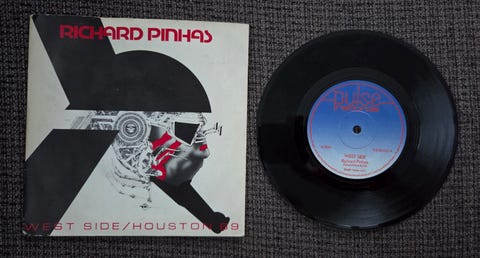 RICHARD PINHAS
WEST SIDE/HOUSTON 69
pulse
WEST SIDE
Richard Pinhas